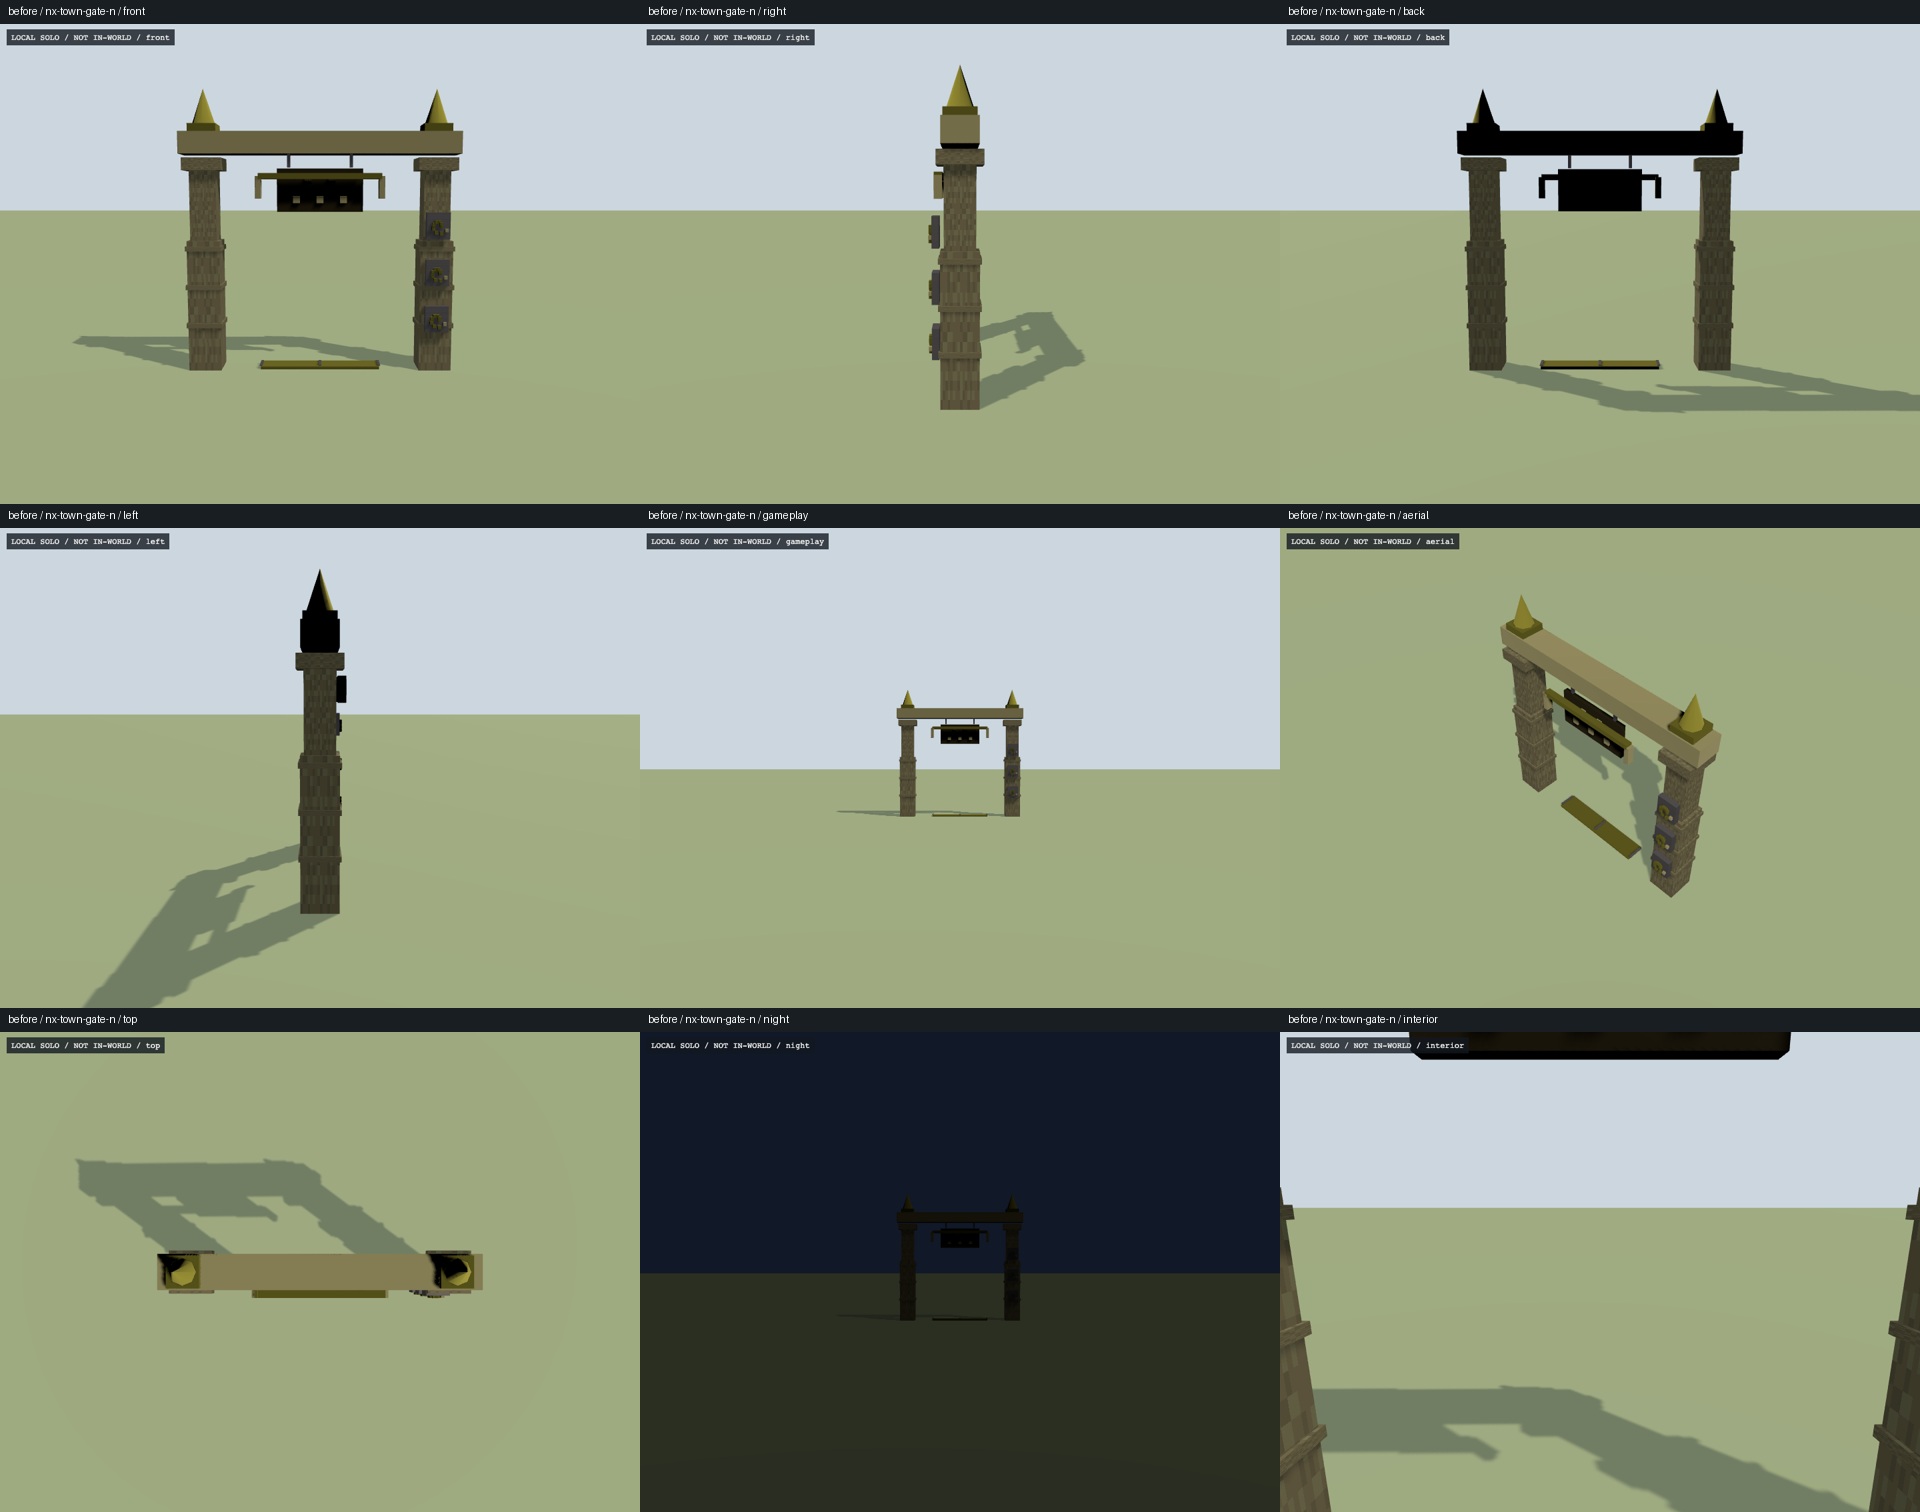 before / nx-town-gate-n / front
before / nx-town-gate-n / right
before / nx-town-gate-n / back
LOCAL SOLO / NOT IN-WORLD / front
LOCAL SOLO / NOT IN-WORLD / right
LOCAL SOLO / NOT IN-WORLD / back
before / nx-town-gate-n / left
before / nx-town-gate-n / gameplay
before / nx-town-gate-n / aerial
LOCAL SOLO / NOT IN-WORLD / left
LOCAL SOLO / NOT IN-WORLD / gameplay
LOCAL SOLO / NOT IN-WORLD / aerial
before / nx-town-gate-n / top
before / nx-town-gate-n / night
before / nx-town-gate-n / interior
LOCAL SOLO / NOT IN-WORLD / top
LOCAL SOLO / NOT IN-WORLD / night
LOCAL SOLO / NOT IN-WORLD / interior